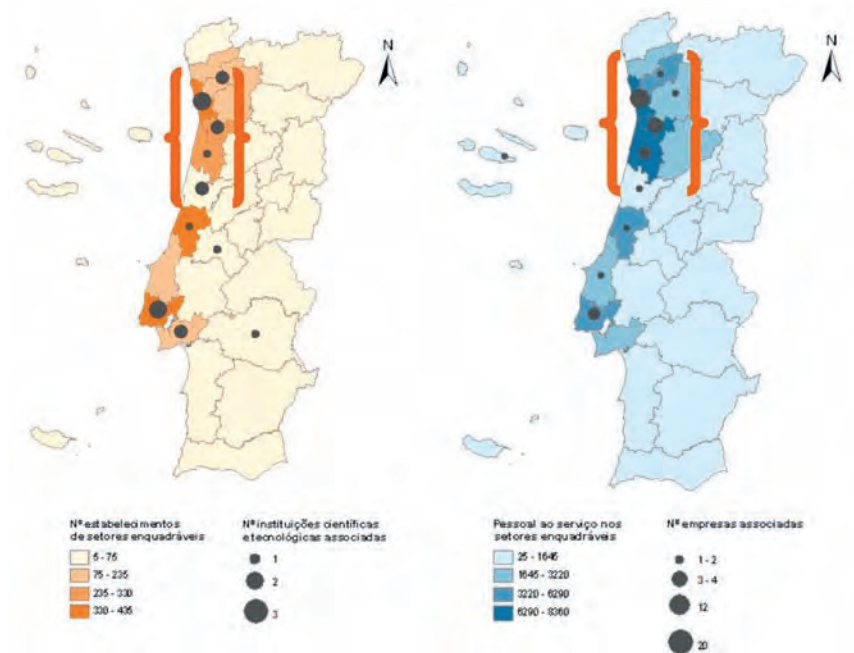 N
N
Nº estabelecimentos
de setores enquadráveis
5 - 75
75 - 235
235 - 330
330 - 435
Nº instituições científicas
e tecnológicas associadas
1
2
3
Pessoal ao serviço nos
setores enquadráveis
25 - 1645
1645 - 3220
3220 - 6290
6290 - 8360
Nº empresas associadas
1 - 2
3 - 4
12
20